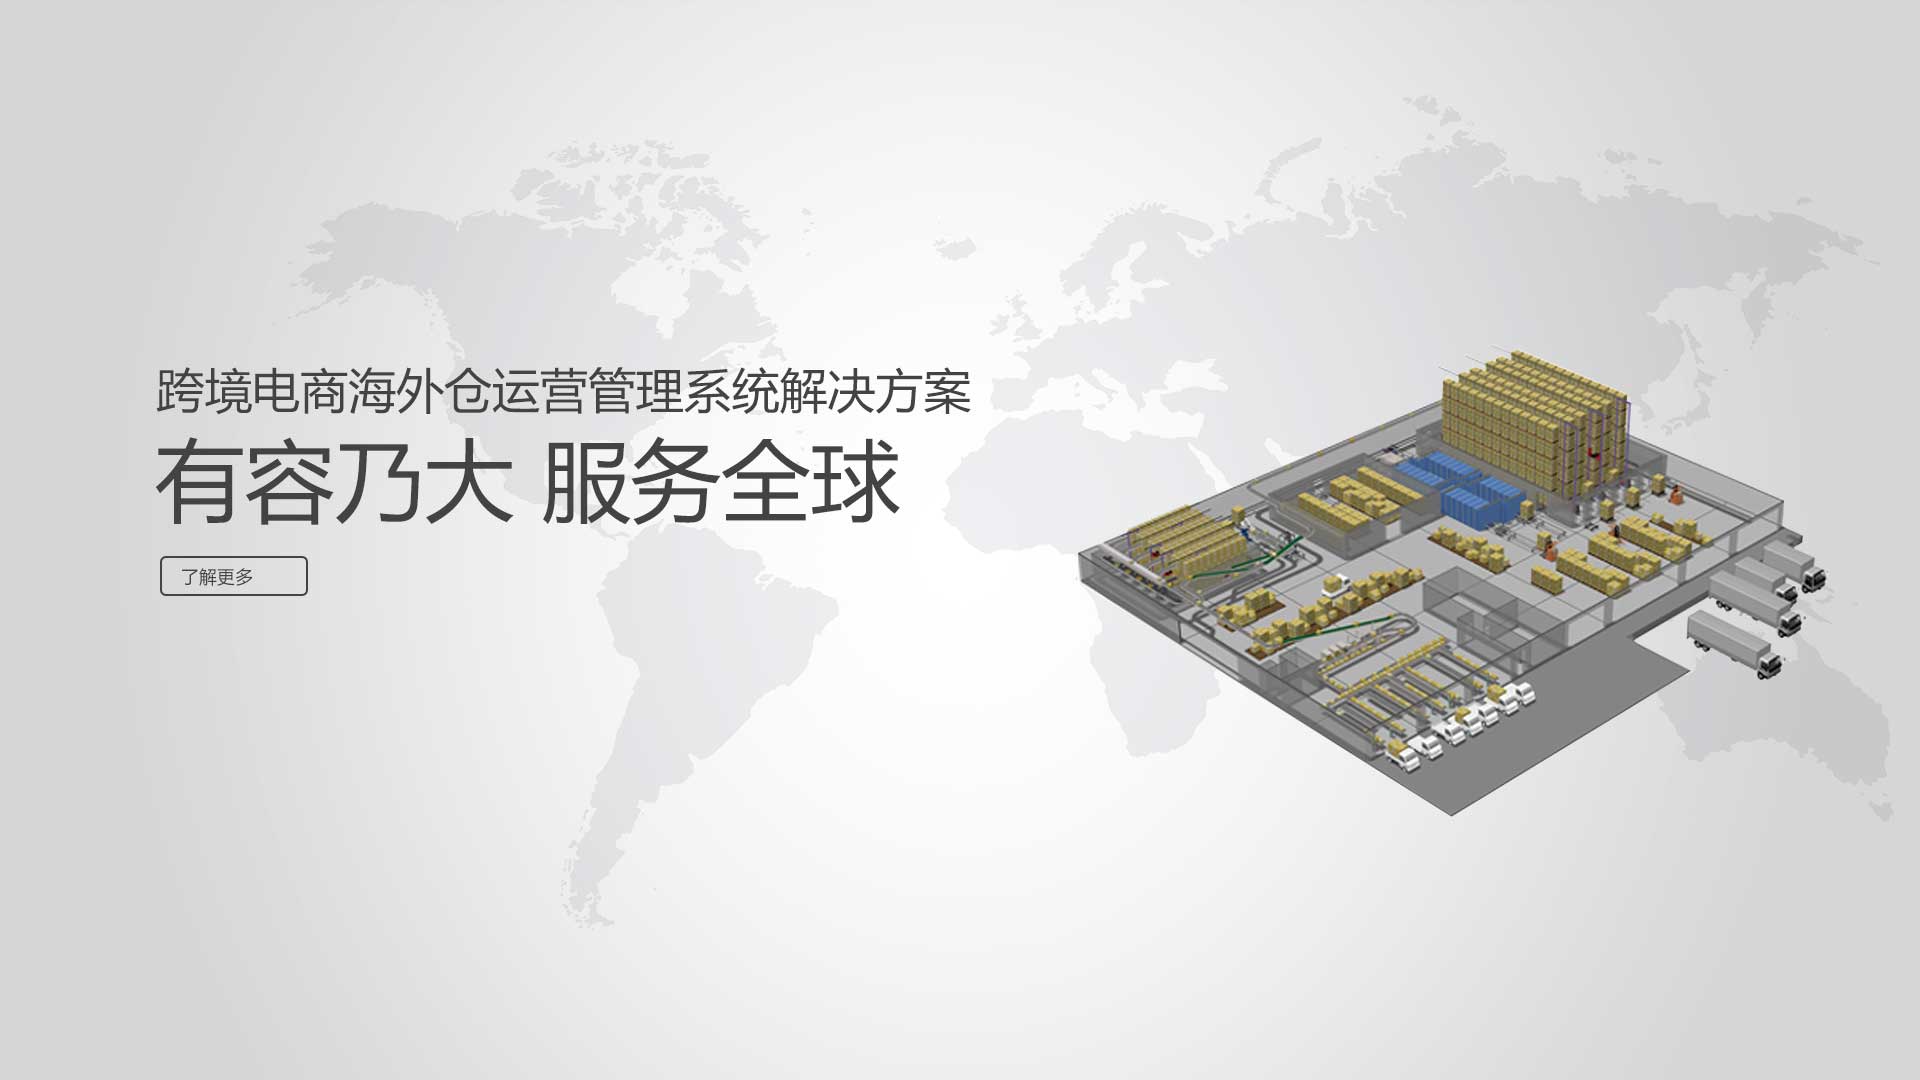 跨境电商海外仓运营管理系统解决方案
有容乃大 服务全球
了解更多